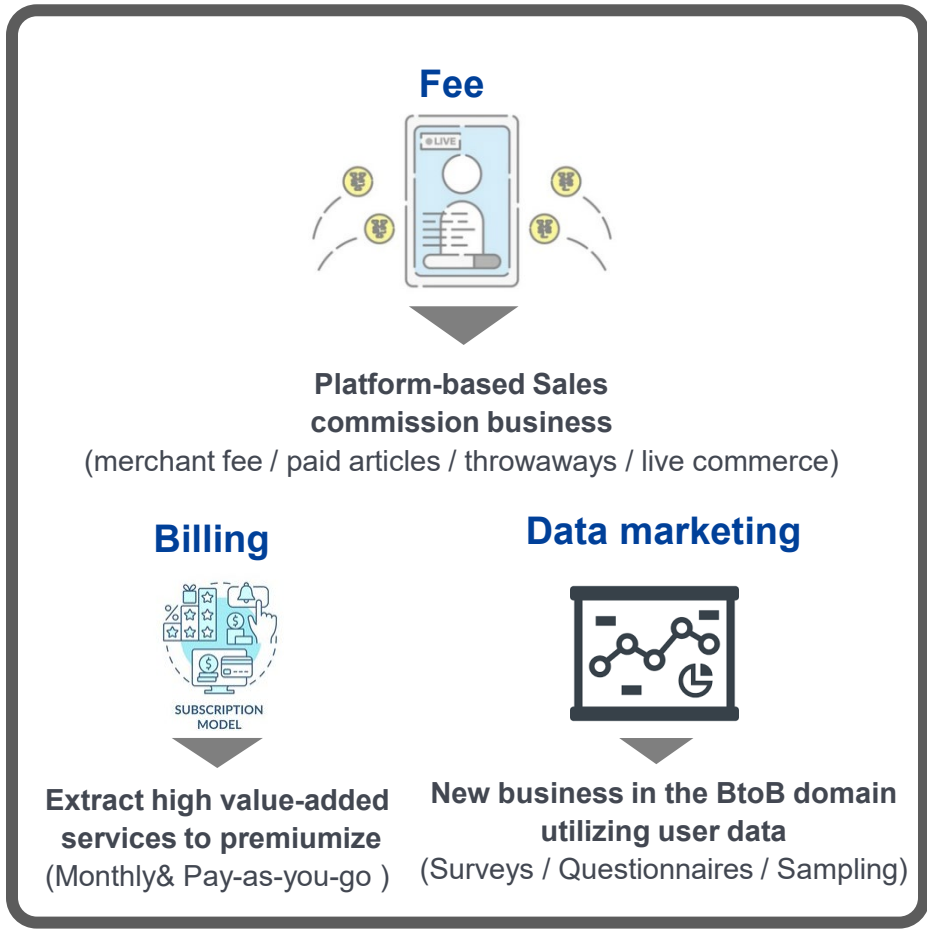 Fee
LIVE
Platform-based Sales
commission business
(merchant fee / paid articles / throwaways / live commerce)
Billing
SUBSCRIPTION
MODEL
Extract high value-added
services to premiumize
(Monthly& Pay-as-you-go )
Data marketing
New business in the BtoB domain
utilizing user data
(Surveys / Questionnaires / Sampling)